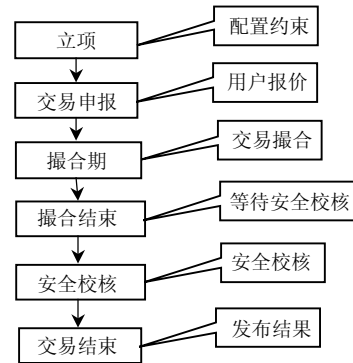 立项
配置约束
交易申报
用户报价
撮合期
交易撮合
撮合结束
等待安全校核
安全校核
安全校核
交易结束
发布结果